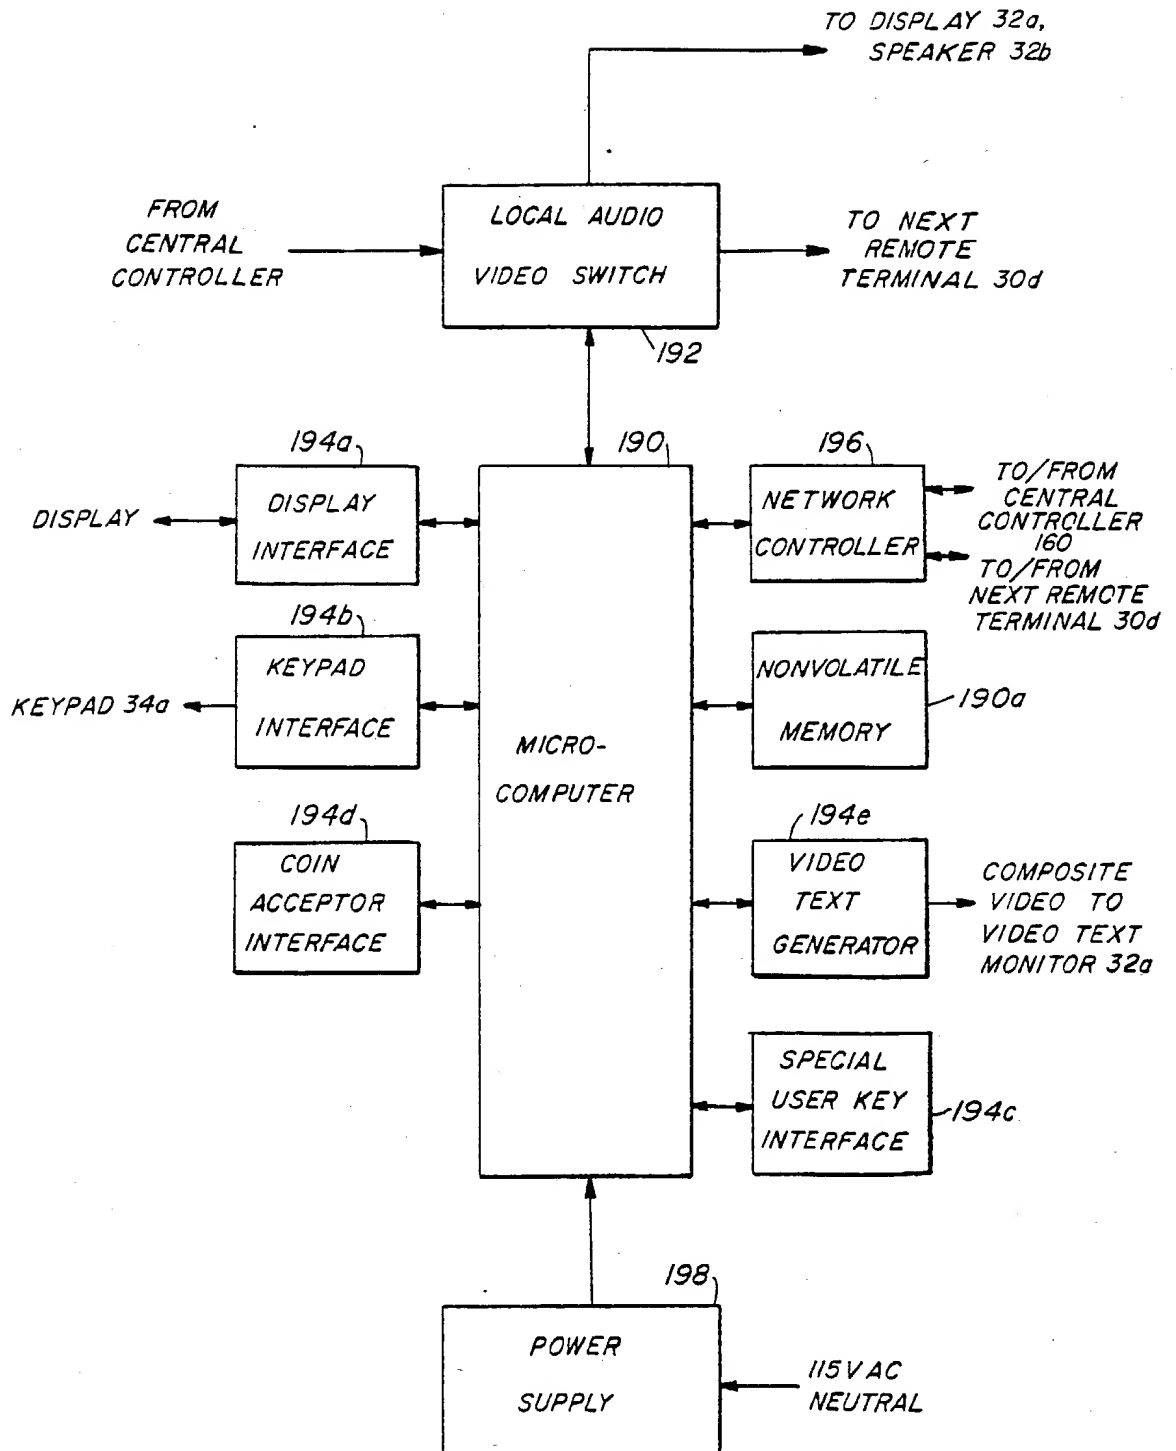 TO DISPLAY 32a,
SPEAKER 32b
FROM
CENTRAL
CONTROLLER
LOCAL AUDIO
VIDEO SWITCH
TO NEXT
REMOTE
TERMINAL 30d
192
194a
190
196
DISPLAY
DISPLAY
INTERFACE
NETWORK
CONTROLLER
TO/FROM
CENTRAL
CONTROLLER
160
TO/FROM
NEXT REMOTE
TERMINAL 30d
194b
KEYPAD 34a
KEYPAD
INTERFACE
MICRO-
COMPUTER
NONVOLATILE
MEMORY
190a
194d
COIN
ACCEPTOR
INTERFACE
194e
VIDEO
TEXT
GENERATOR
COMPOSITE
VIDEO TO
VIDEO TEXT
MONITOR 32a
SPECIAL
USER KEY
INTERFACE
194c
198
POWER
SUPPLY
115VAC
NEUTRAL